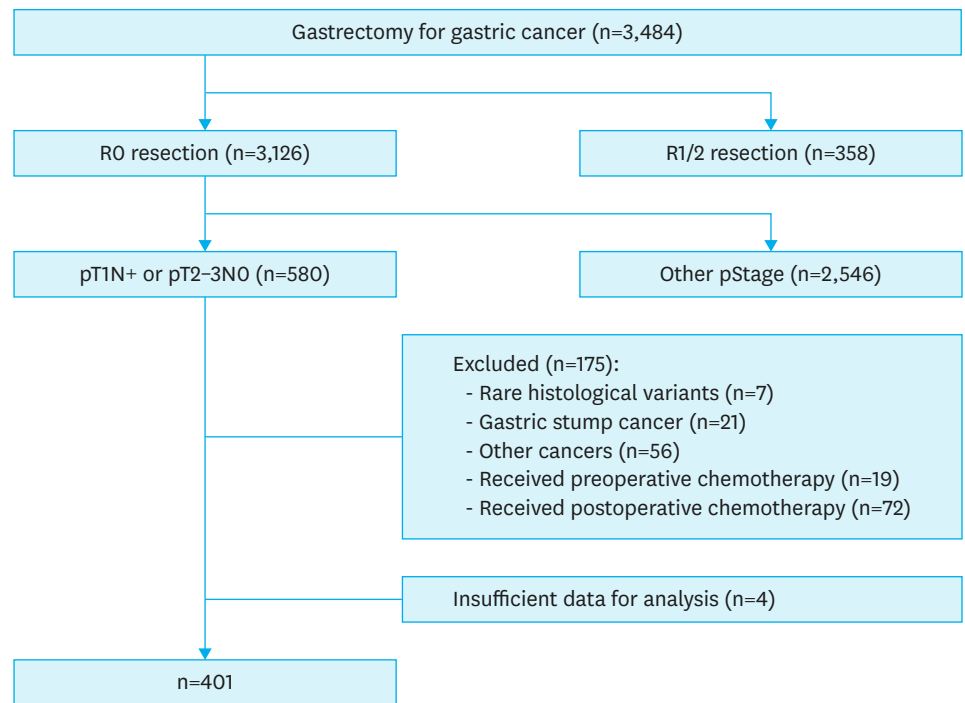 Gastrectomy for gastric cancer (n=3,484)
R0 resection (n=3,126)
R1/2 resection (n=358)
pT1N+ or pT2–3N0 (n=580)
Other pStage (n=2,546)
Excluded (n=175):
- Rare histological variants (n=7)
- Gastric stump cancer (n=21)
- Other cancers (n=56)
- Received preoperative chemotherapy (n=19)
- Received postoperative chemotherapy (n=72)
Insufficient data for analysis (n=4)
n=401